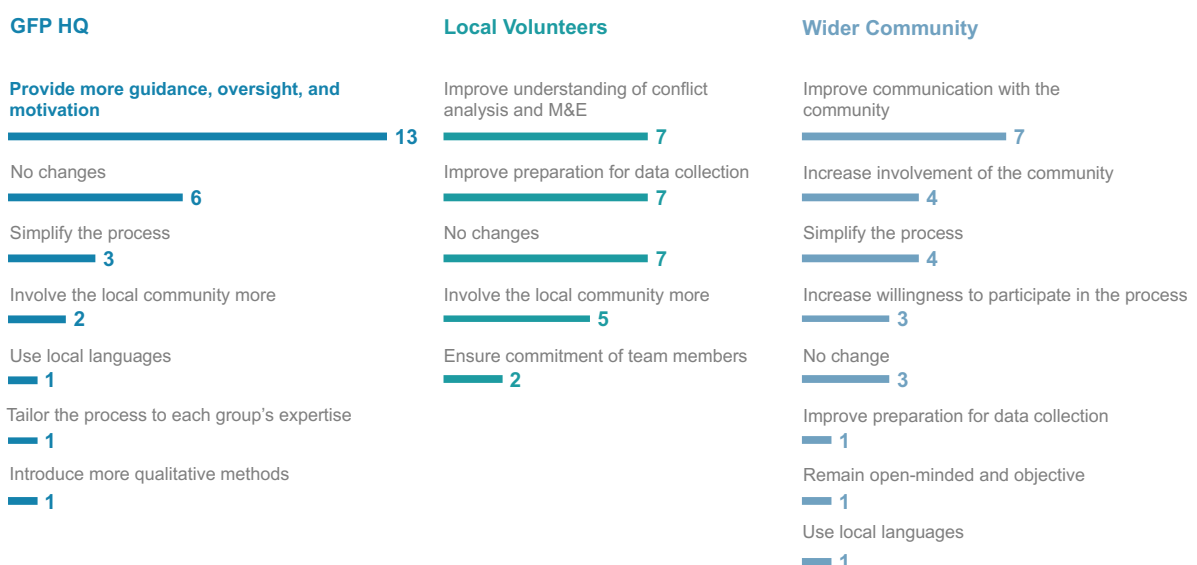 GFP HQ
Provide more guidance, oversight, and
motivation
13
No changes
6
Simplify the process
3
Involve the local community more
2
Use local languages
1
Tailor the process to each group's expertise
1
Introduce more qualitative methods
1
Local Volunteers
Improve understanding of conflict
analysis and M&E
7
Improve preparation for data collection
7
No changes
7
Involve the local community more
5
Ensure commitment of team members
2
Wider Community
Improve communication with the
community
7
Increase involvement of the community
4
Simplify the process
4
Increase willingness to participate in the process
3
No change
3
Improve preparation for data collection
1
Remain open-minded and objective
1
Use local languages
1